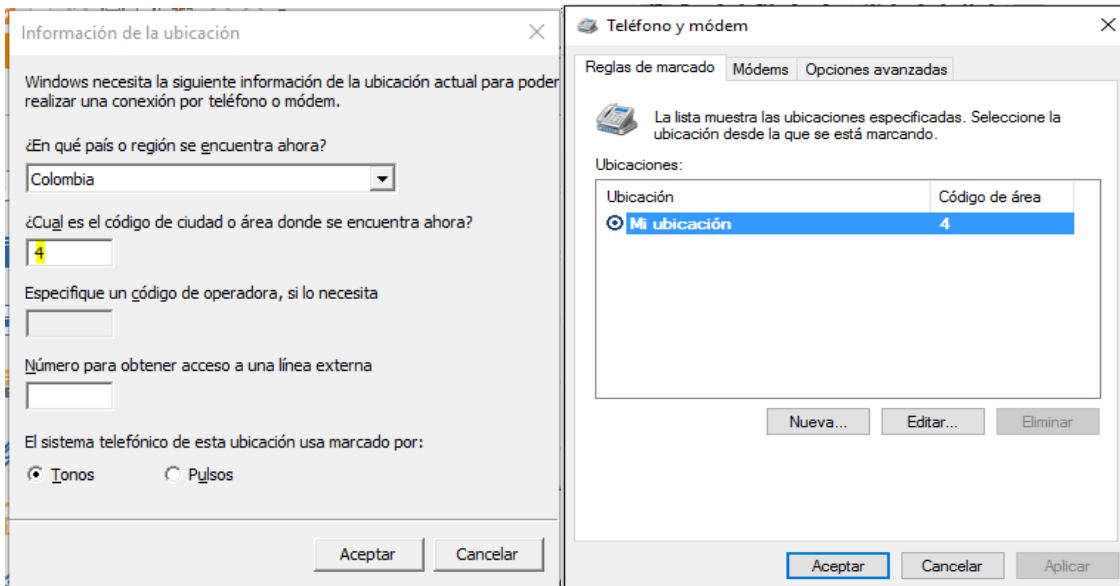 Información de la ubicación
Windows necesita la siguiente información de la ubicación actual para poder
realizar una conexión por teléfono o módem.
¿En qué país o región se encuentra ahora?
Colombia
¿Cual es el código de ciudad o área donde se encuentra ahora?
4
Especifique un código de operadora, si lo necesita
Número para obtener acceso a una línea externa
El sistema telefónico de esta ubicación usa marcado por:
Tonos Pulsos
Aceptar Cancelar
Teléfono y módem
Reglas de marcado Módems Opciones avanzadas
La lista muestra las ubicaciones especificadas. Seleccione la
ubicación desde la que se está marcando.
Ubicaciones:
Ubicación Código de área
Mi ubicación 4
Nueva... Editar... Eliminar
Aceptar Cancelar Aplicar